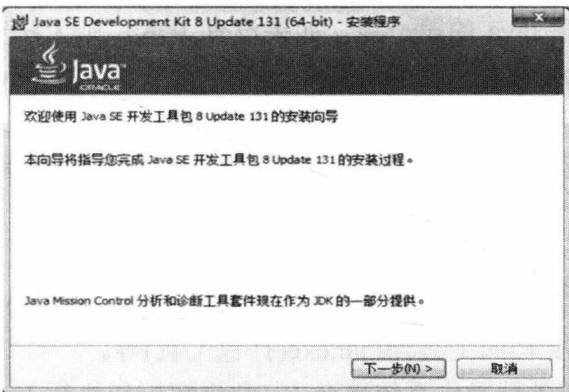 Java SE Development Kit 8 Update 131 (64-bit) - 安装程序
Java
ORACLE
欢迎使用 Java SE 开发工具包 8 Update 131 的安装向导
本向导将指导您完成 Java SE 开发工具包 8 Update 131 的安装过程。
Java Mission Control 分析和诊断工具套件现在作为 JDK 的一部分提供。
下一步(N) >
取消